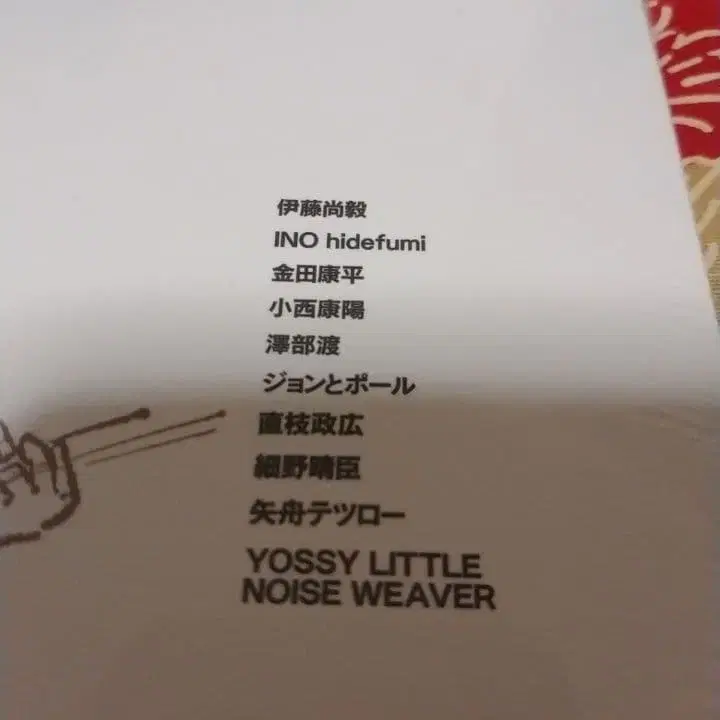 伊藤尚毅
INO hidefumi
金田康平
小西康陽
澤部渡
ジョンとポール
直枝政広
細野晴臣
矢舟テツロー
YOSSY LITTLE
NOISE WEAVER